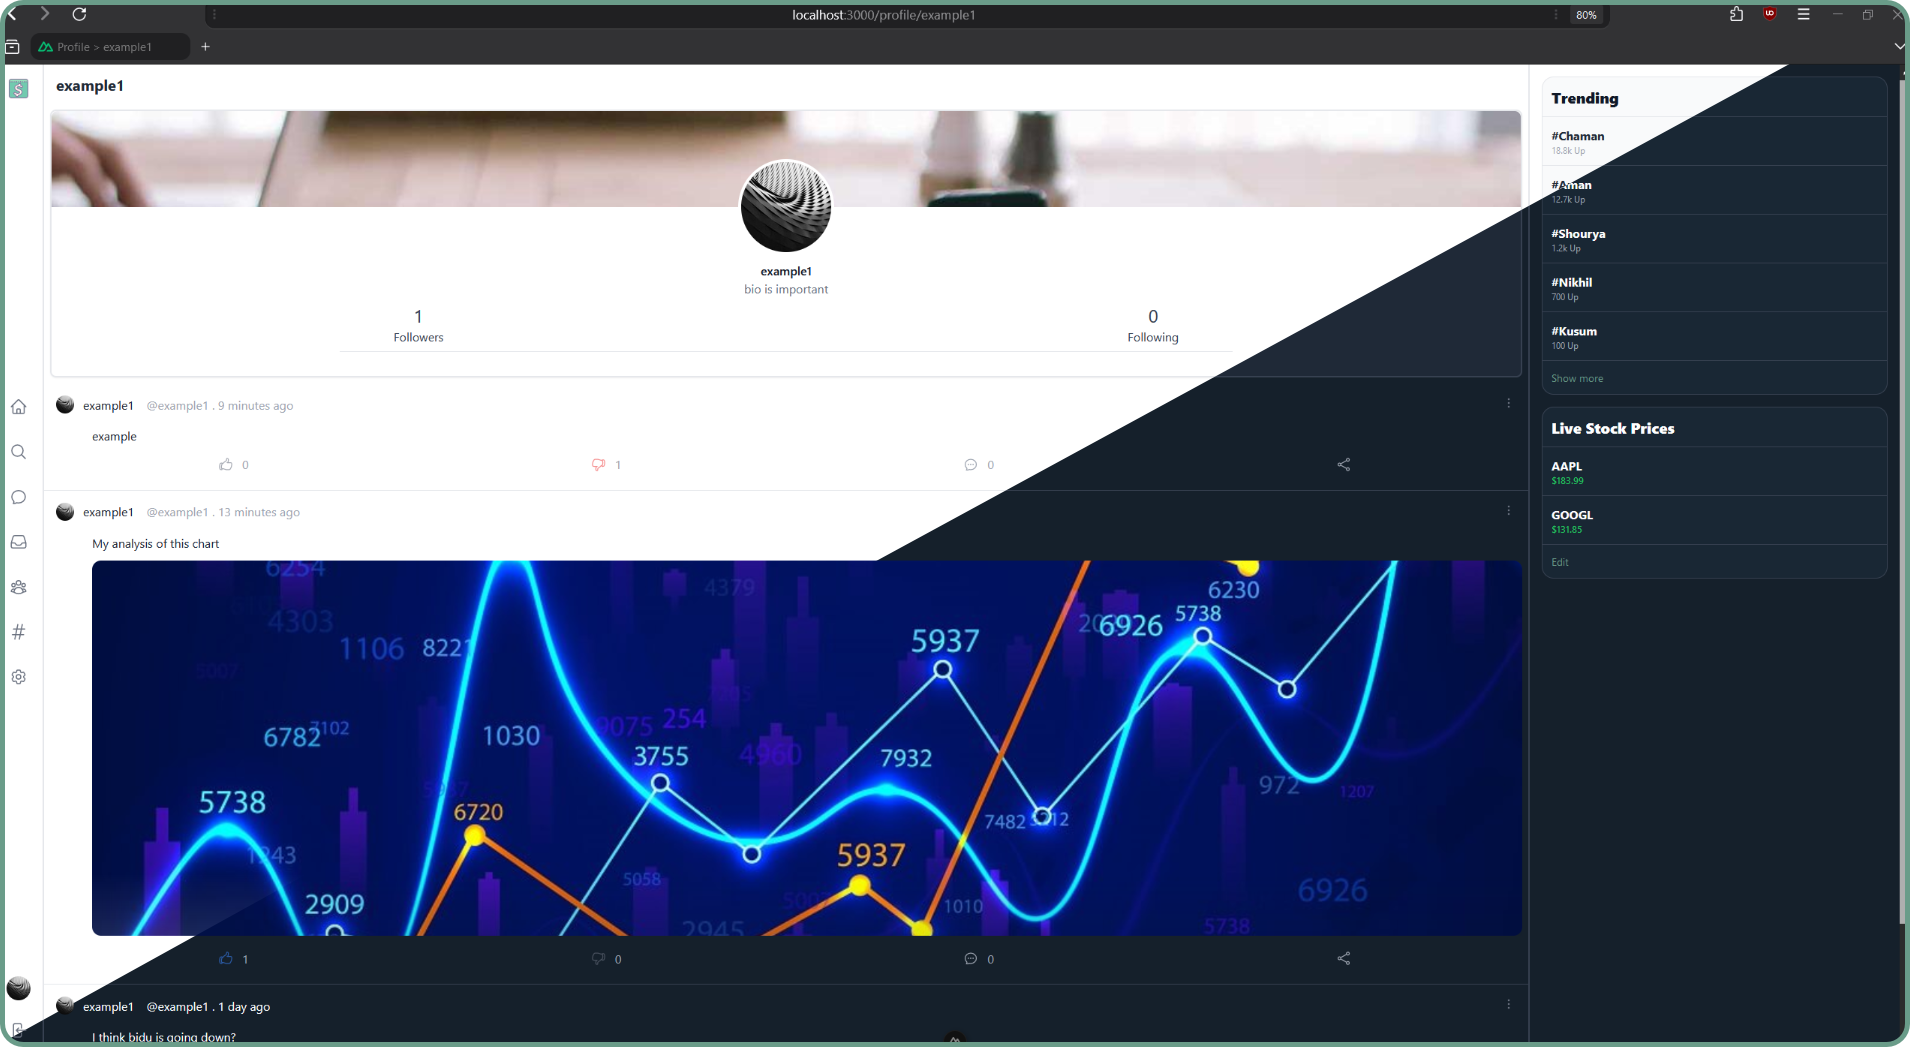 localhost:3000/profile/example1
80%
Profile > example1
$
example1
example1
bio is important
1
Followers
0
Following
example1 @example1 . 9 minutes ago
example
0 1 0
example1 @example1 . 13 minutes ago
My analysis of this chart
6254
4379
6230
4303
5738
6926
1106
8221
5937
5007
254
9075
7102
6782
1030
3755
4960
7932
972
1207
5738
6720
7482
1243
5937
5058
6926
2909
1010
2945
5738
1 0 0
example1 @example1 . 1 day ago
I think bidu is going down?
Trending
#Chaman
18.8k Up
#Aman
12.7k Up
#Shourya
1.2k Up
#Nikhil
700 Up
#Kusum
100 Up
Show more
Live Stock Prices
AAPL
$183.99
GOOGL
$131.85
Edit